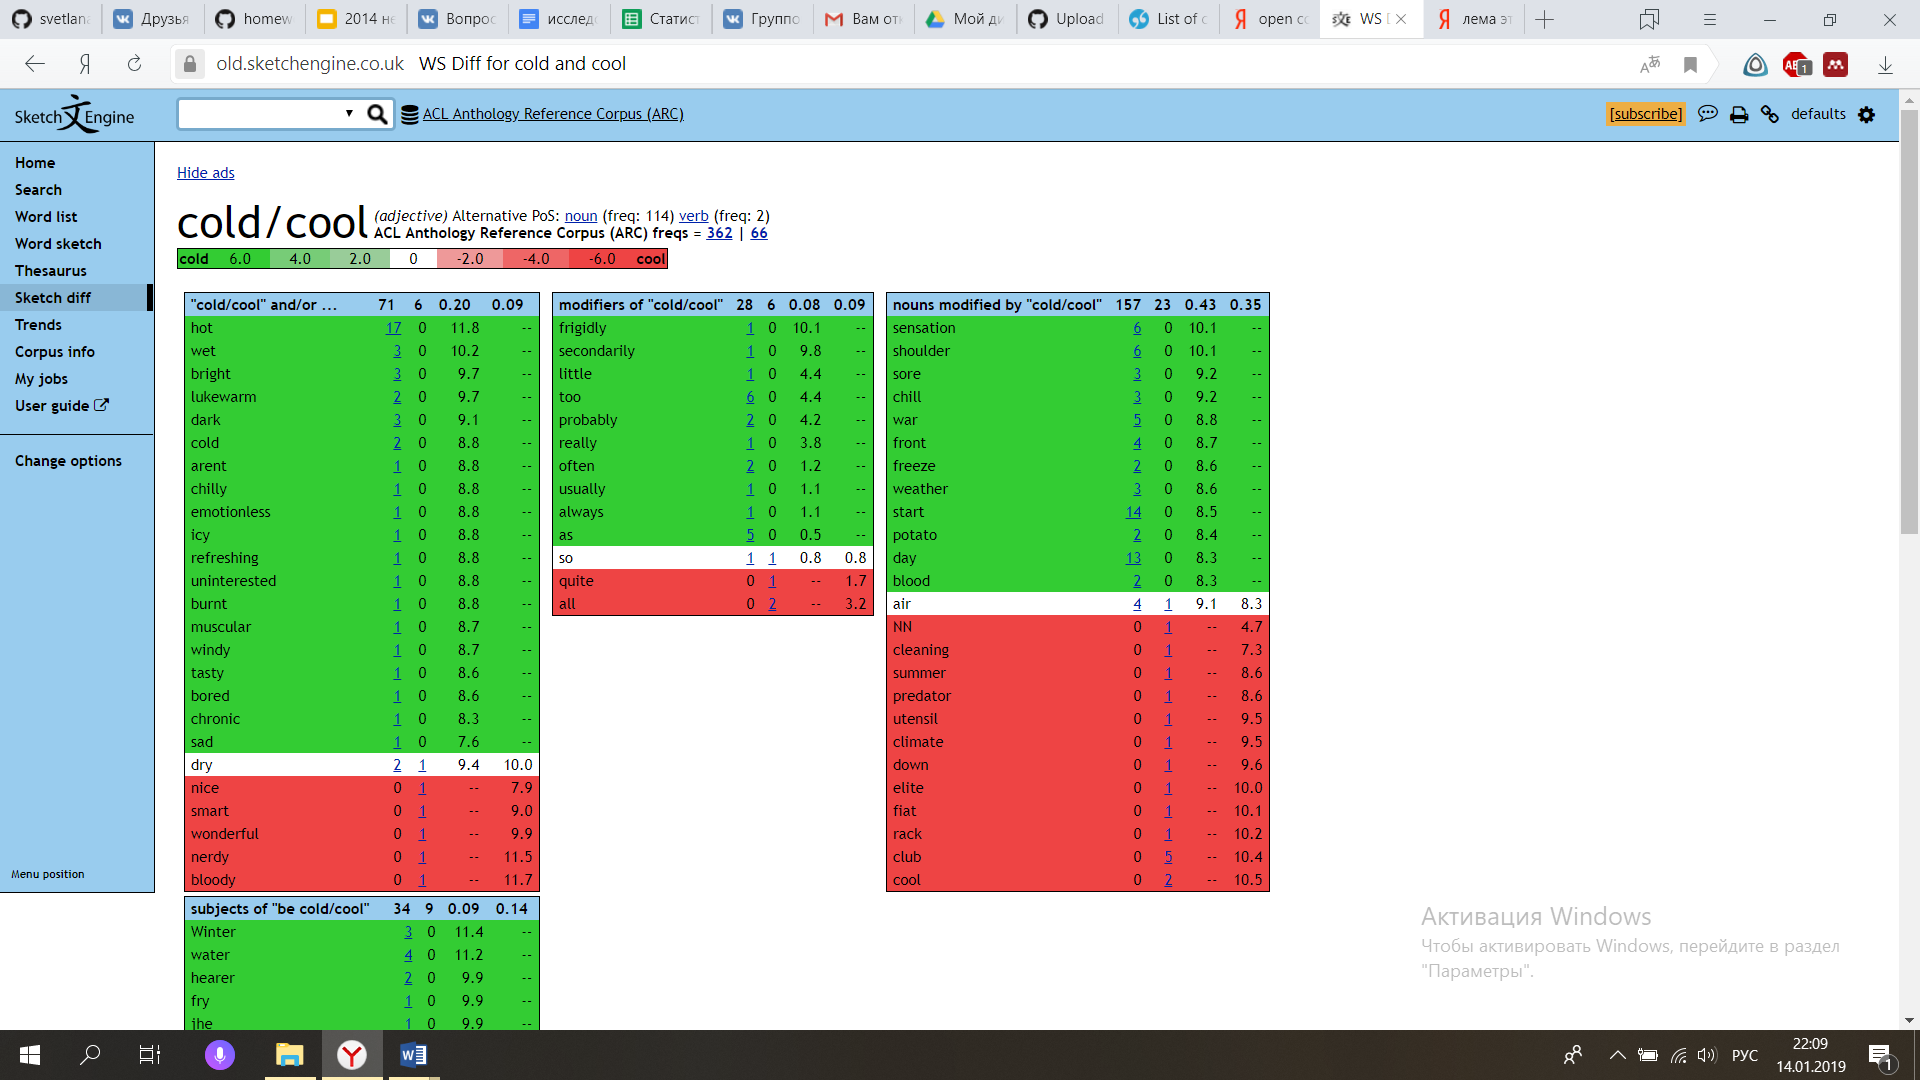 svetlana
Друзья
homew
2014 не
Вопрос
исследо
Статист
Группо
Вам от
Мой ди
Upload
List of c
open co
WS D
лема эт
old.sketchengine.co.uk WS Diff for cold and cool
Sketch Engine
ACL Anthology Reference Corpus (ARC)
[subscribe]
defaults
Home
Search
Word list
Word sketch
Thesaurus
Sketch diff
Trends
Corpus info
My jobs
User guide
Change options
Menu position
Hide ads
cold/cool (adjective) Alternative PoS: noun (freq: 114) verb (freq: 2)
ACL Anthology Reference Corpus (ARC) freqs = 362 | 66
cold 6.0 4.0 2.0 0 -2.0 -4.0 -6.0 cool
"cold/cool" and/or ... 71 6 0.20 0.09
hot 17 0 11.8 --
wet 3 0 10.2 --
bright 3 0 9.7 --
lukewarm 2 0 9.7 --
dark 3 0 9.1 --
cold 2 0 8.8 --
arent 1 0 8.8 --
chilly 1 0 8.8 --
emotionless 1 0 8.8 --
icy 1 0 8.8 --
refreshing 1 0 8.8 --
uninterested 1 0 8.8 --
burnt 1 0 8.8 --
muscular 1 0 8.7 --
windy 1 0 8.7 --
tasty 1 0 8.6 --
bored 1 0 8.6 --
chronic 1 0 8.3 --
sad 1 0 7.6 --
dry 2 1 9.4 10.0
nice 0 1 -- 7.9
smart 0 1 -- 9.0
wonderful 0 1 -- 9.9
nerdy 0 1 -- 11.5
bloody 0 1 -- 11.7
modifiers of "cold/cool" 28 6 0.08 0.09
frigidly 1 0 10.1 --
secondarily 1 0 9.8 --
little 1 0 4.4 --
too 6 0 4.4 --
probably 2 0 4.2 --
really 1 0 3.8 --
often 2 0 1.2 --
usually 1 0 1.1 --
always 1 0 1.1 --
as 5 0 0.5 --
so 1 1 0.8 0.8
quite 0 1 -- 1.7
all 0 2 -- 3.2
nouns modified by "cold/cool" 157 23 0.43 0.35
sensation 6 0 10.1 --
shoulder 6 0 10.1 --
sore 3 0 9.2 --
chill 3 0 9.2 --
war 5 0 8.8 --
front 4 0 8.7 --
freeze 2 0 8.6 --
weather 3 0 8.6 --
start 14 0 8.5 --
potato 2 0 8.4 --
day 13 0 8.3 --
blood 2 0 8.3 --
air 4 1 9.1 8.3
NN 0 1 -- 4.7
cleaning 0 1 -- 7.3
summer 0 1 -- 8.6
predator 0 1 -- 8.6
utensil 0 1 -- 9.5
climate 0 1 -- 9.5
down 0 1 -- 9.6
elite 0 1 -- 10.0
fiat 0 1 -- 10.1
rack 0 1 -- 10.2
club 0 5 -- 10.4
cool 0 2 -- 10.5
subjects of "be cold/cool" 34 9 0.09 0.14
Winter 3 0 11.4 --
water 4 0 11.2 --
hearer 2 0 9.9 --
fry 1 0 9.9 --
jhe 1 0 9.9 --
Активация Windows
Чтобы активировать Windows, перейдите в раздел
"Параметры".
РУС
22:09
14.01.2019
1